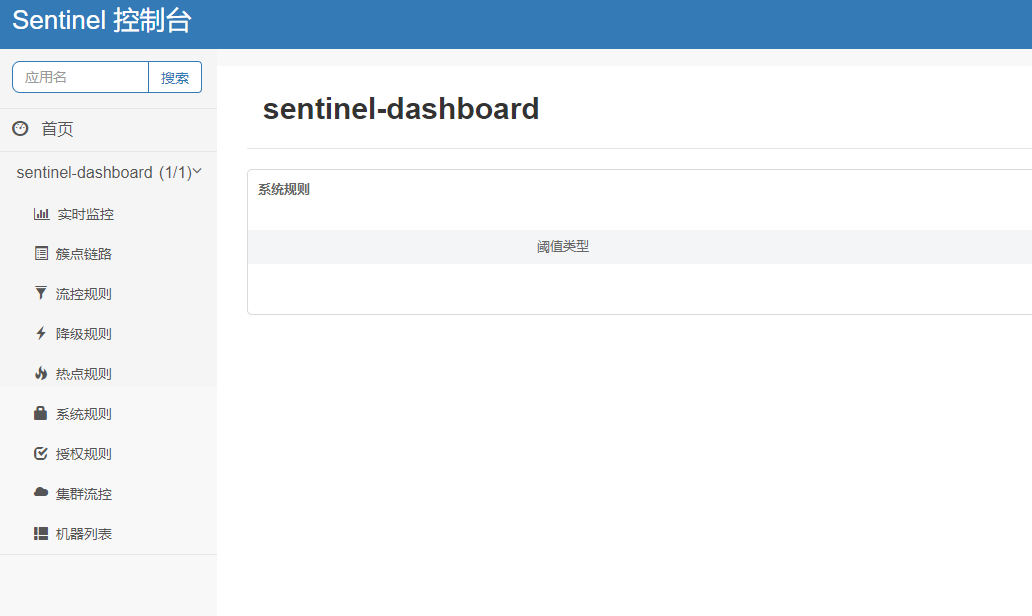 Sentinel 控制台
应用名 搜索
首页
sentinel-dashboard (1/1)
实时监控
簇点链路
流控规则
降级规则
热点规则
系统规则
授权规则
集群流控
机器列表
sentinel-dashboard
系统规则
阈值类型